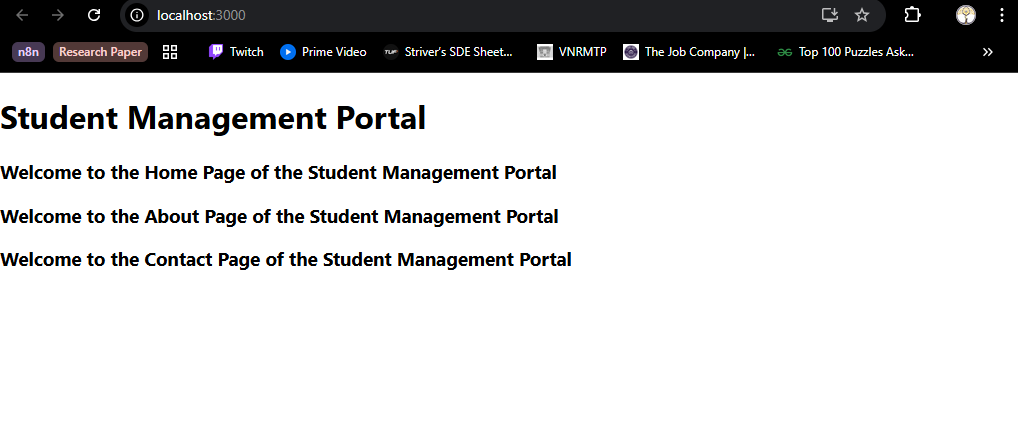 localhost:3000
n8n Research Paper Twitch Prime Video TUF Striver's SDE Sheet... VNRMTP The Job Company |... Top 100 Puzzles Ask... »
Student Management Portal
Welcome to the Home Page of the Student Management Portal
Welcome to the About Page of the Student Management Portal
Welcome to the Contact Page of the Student Management Portal